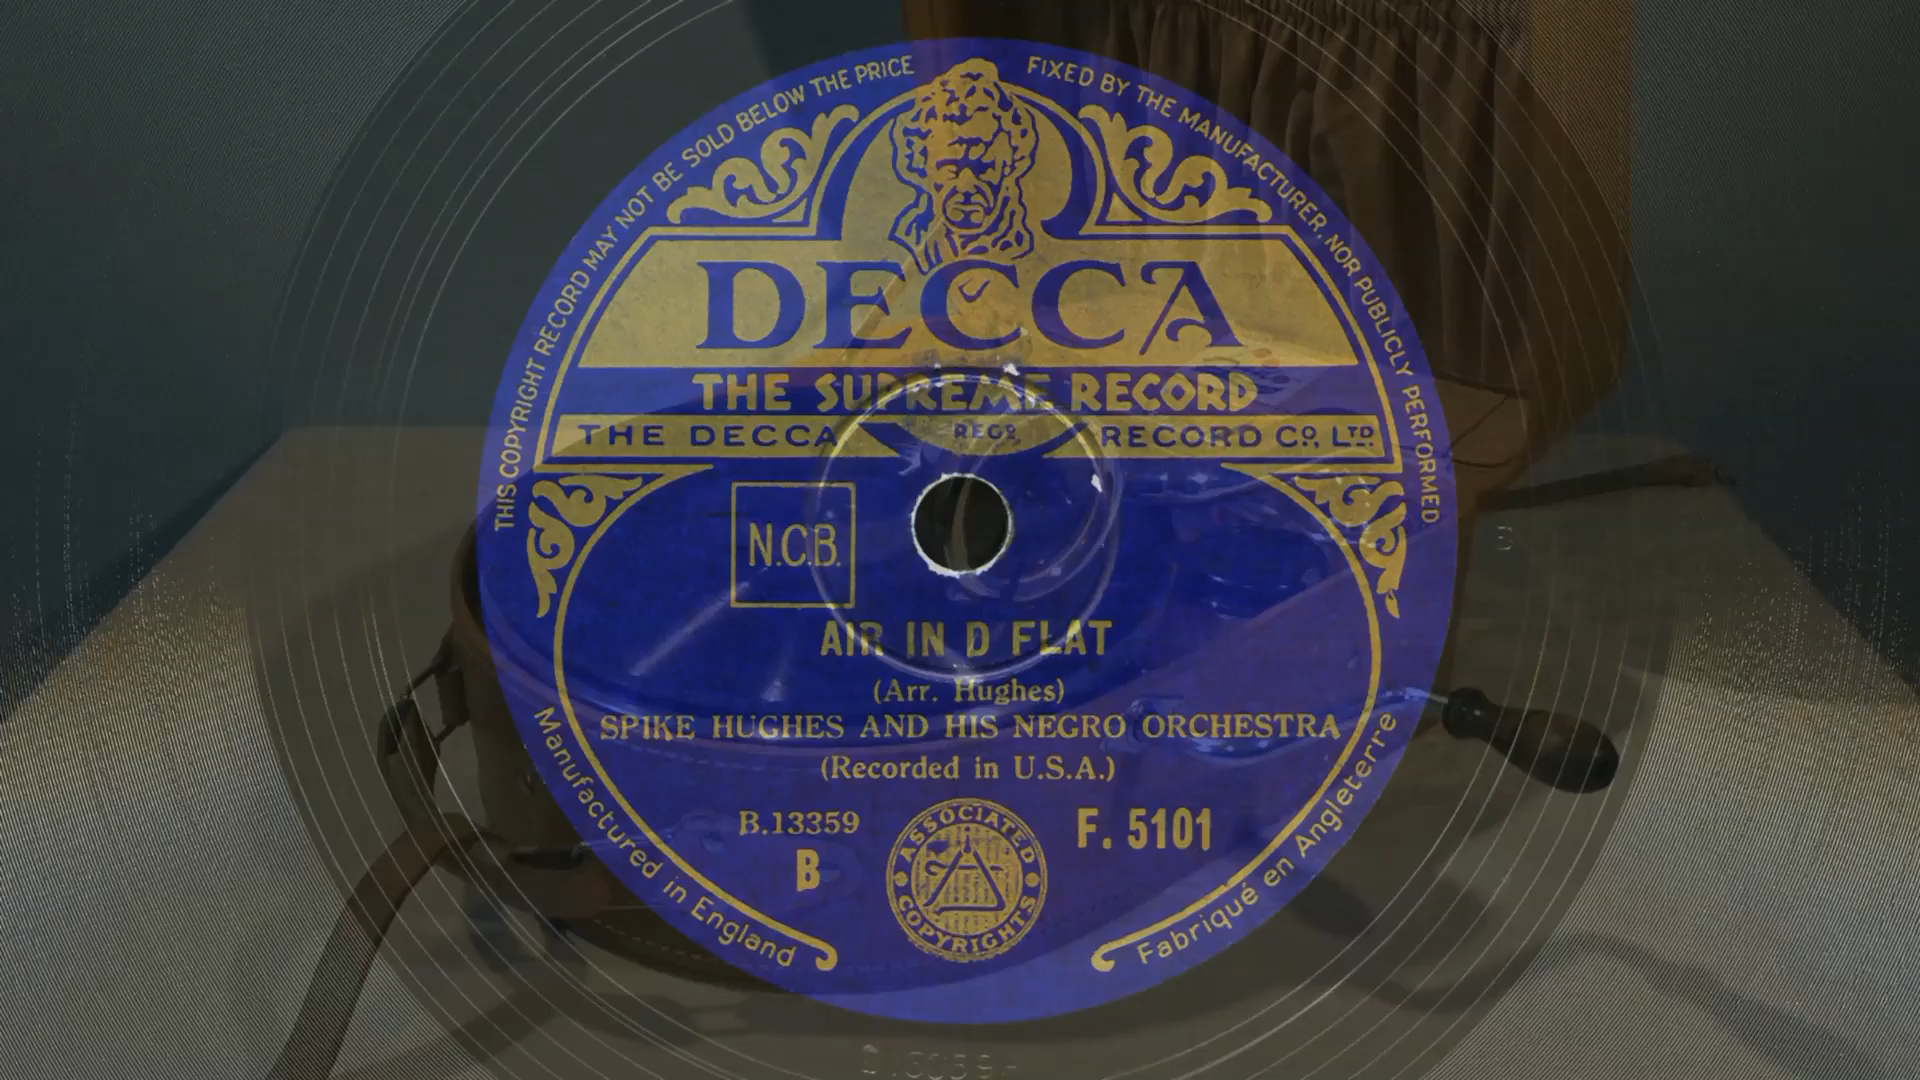 THIS COPYRIGHT RECORD MAY NOT BE SOLD BELOW THE PRICE FIXED BY THE MANUFACTURER, NOR PUBLICLY PERFORMED
DECCA
THE SUPREME RECORD
THE DECCA REGD. RECORD CO. LTD.
N.C.B.
AIR IN D FLAT
(Arr. Hughes)
SPIKE HUGHES AND HIS NEGRO ORCHESTRA
(Recorded in U.S.A.)
B.13359
F. 5101
B
ASSOCIATED COPYRIGHTS
Manufactured in England
Fabriqué en Angleterre